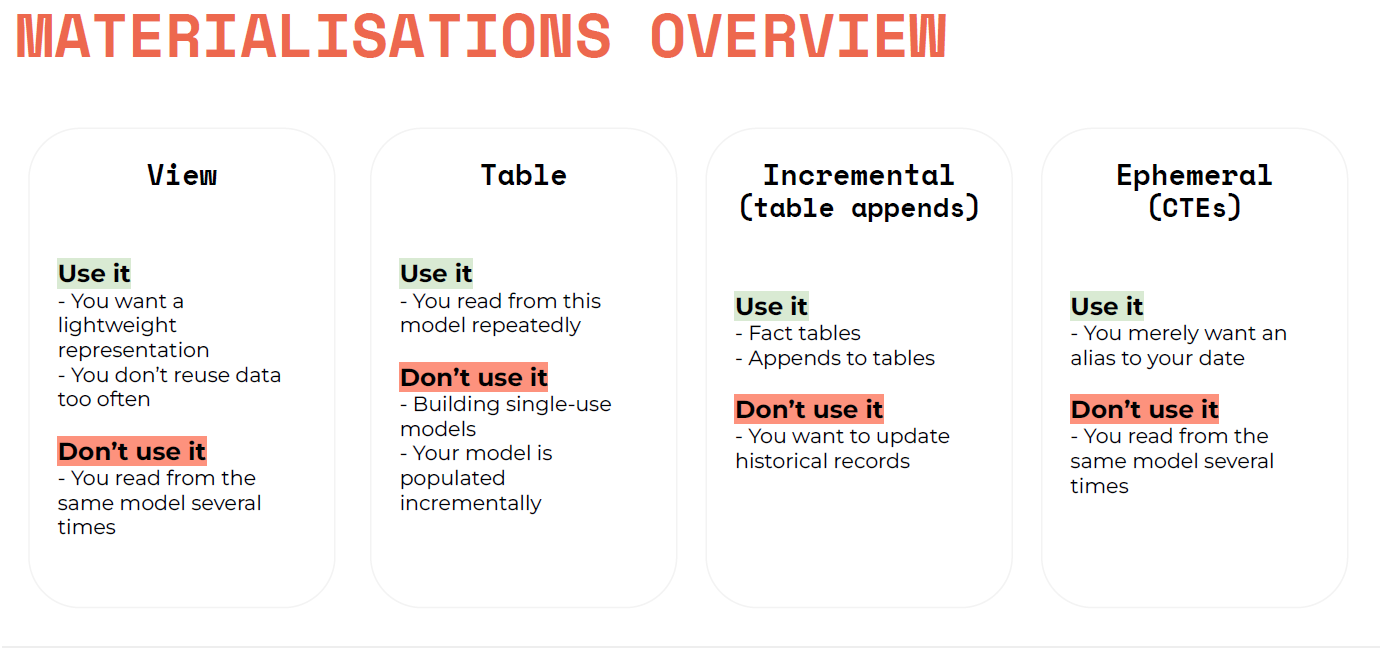 MATERIALISATIONS OVERVIEW
View
Use it
- You want a
lightweight
representation
- You don’t reuse data
too often
Don’t use it
- You read from the
same model several
times
Table
Use it
- You read from this
model repeatedly
Don’t use it
- Building single-use
models
- Your model is
populated
incrementally
Incremental
(table appends)
Use it
- Fact tables
- Appends to tables
Don’t use it
- You want to update
historical records
Ephemeral
(CTEs)
Use it
- You merely want an
alias to your date
Don’t use it
- You read from the
same model several
times